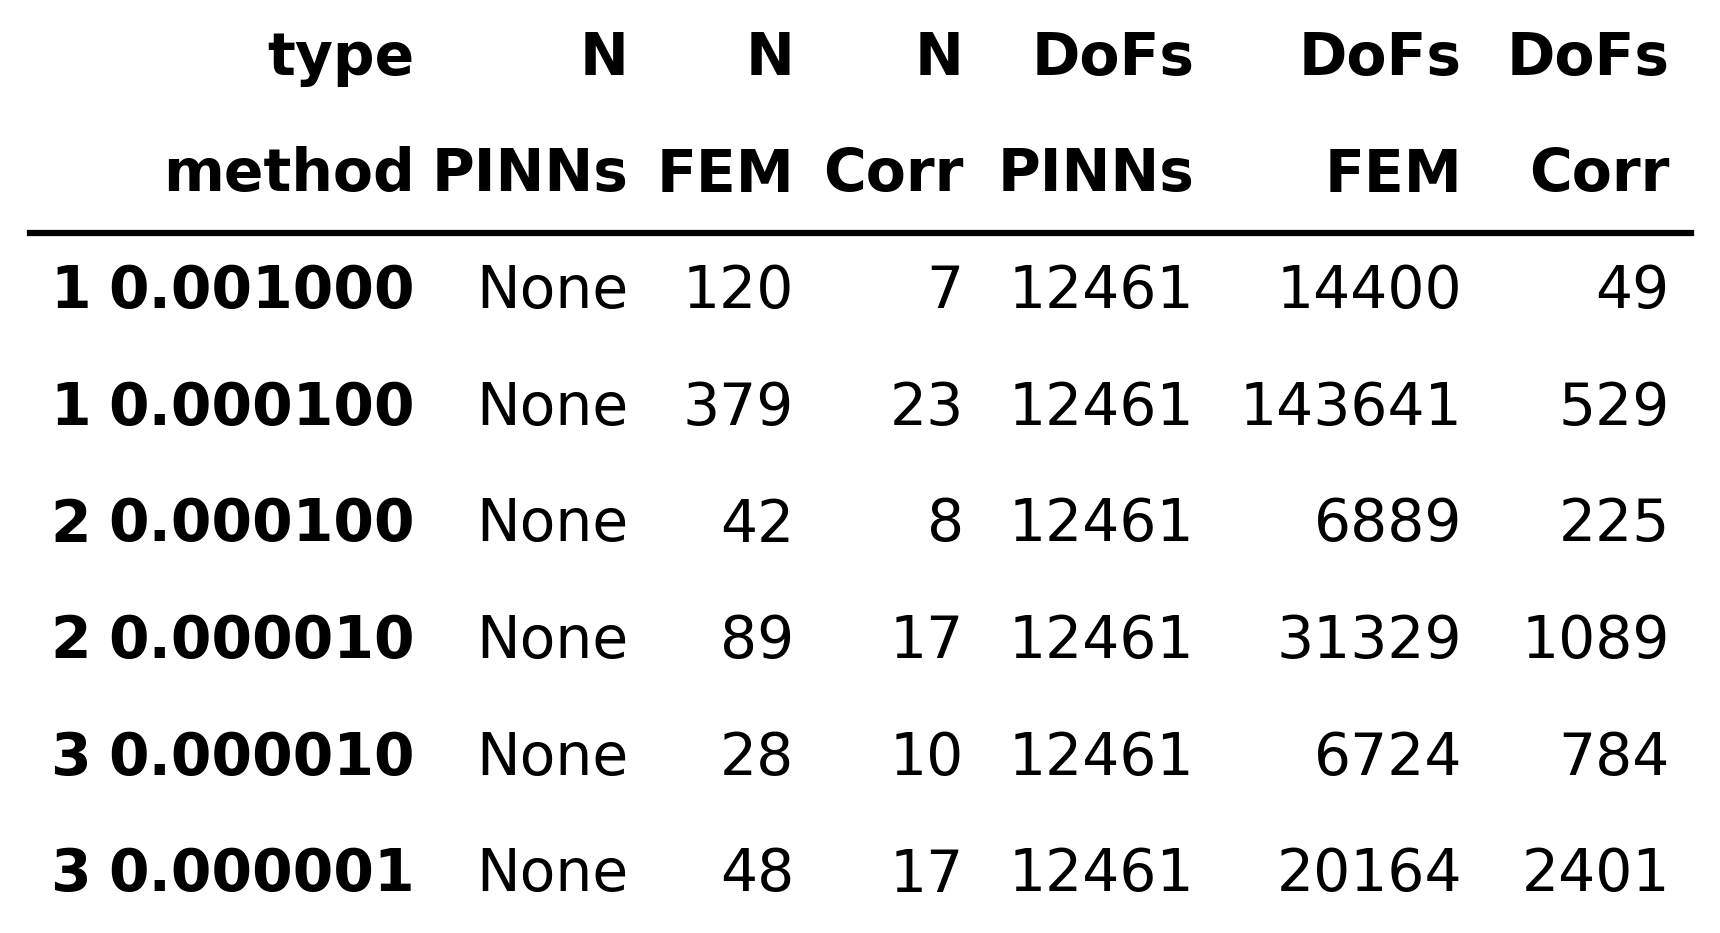 type N N N DoFs DoFs DoFs
method PINNs FEM Corr PINNs FEM Corr
1 0.001000 None 120 7 12461 14400 49
1 0.000100 None 379 23 12461 143641 529
2 0.000100 None 42 8 12461 6889 225
2 0.000010 None 89 17 12461 31329 1089
3 0.000010 None 28 10 12461 6724 784
3 0.000001 None 48 17 12461 20164 2401